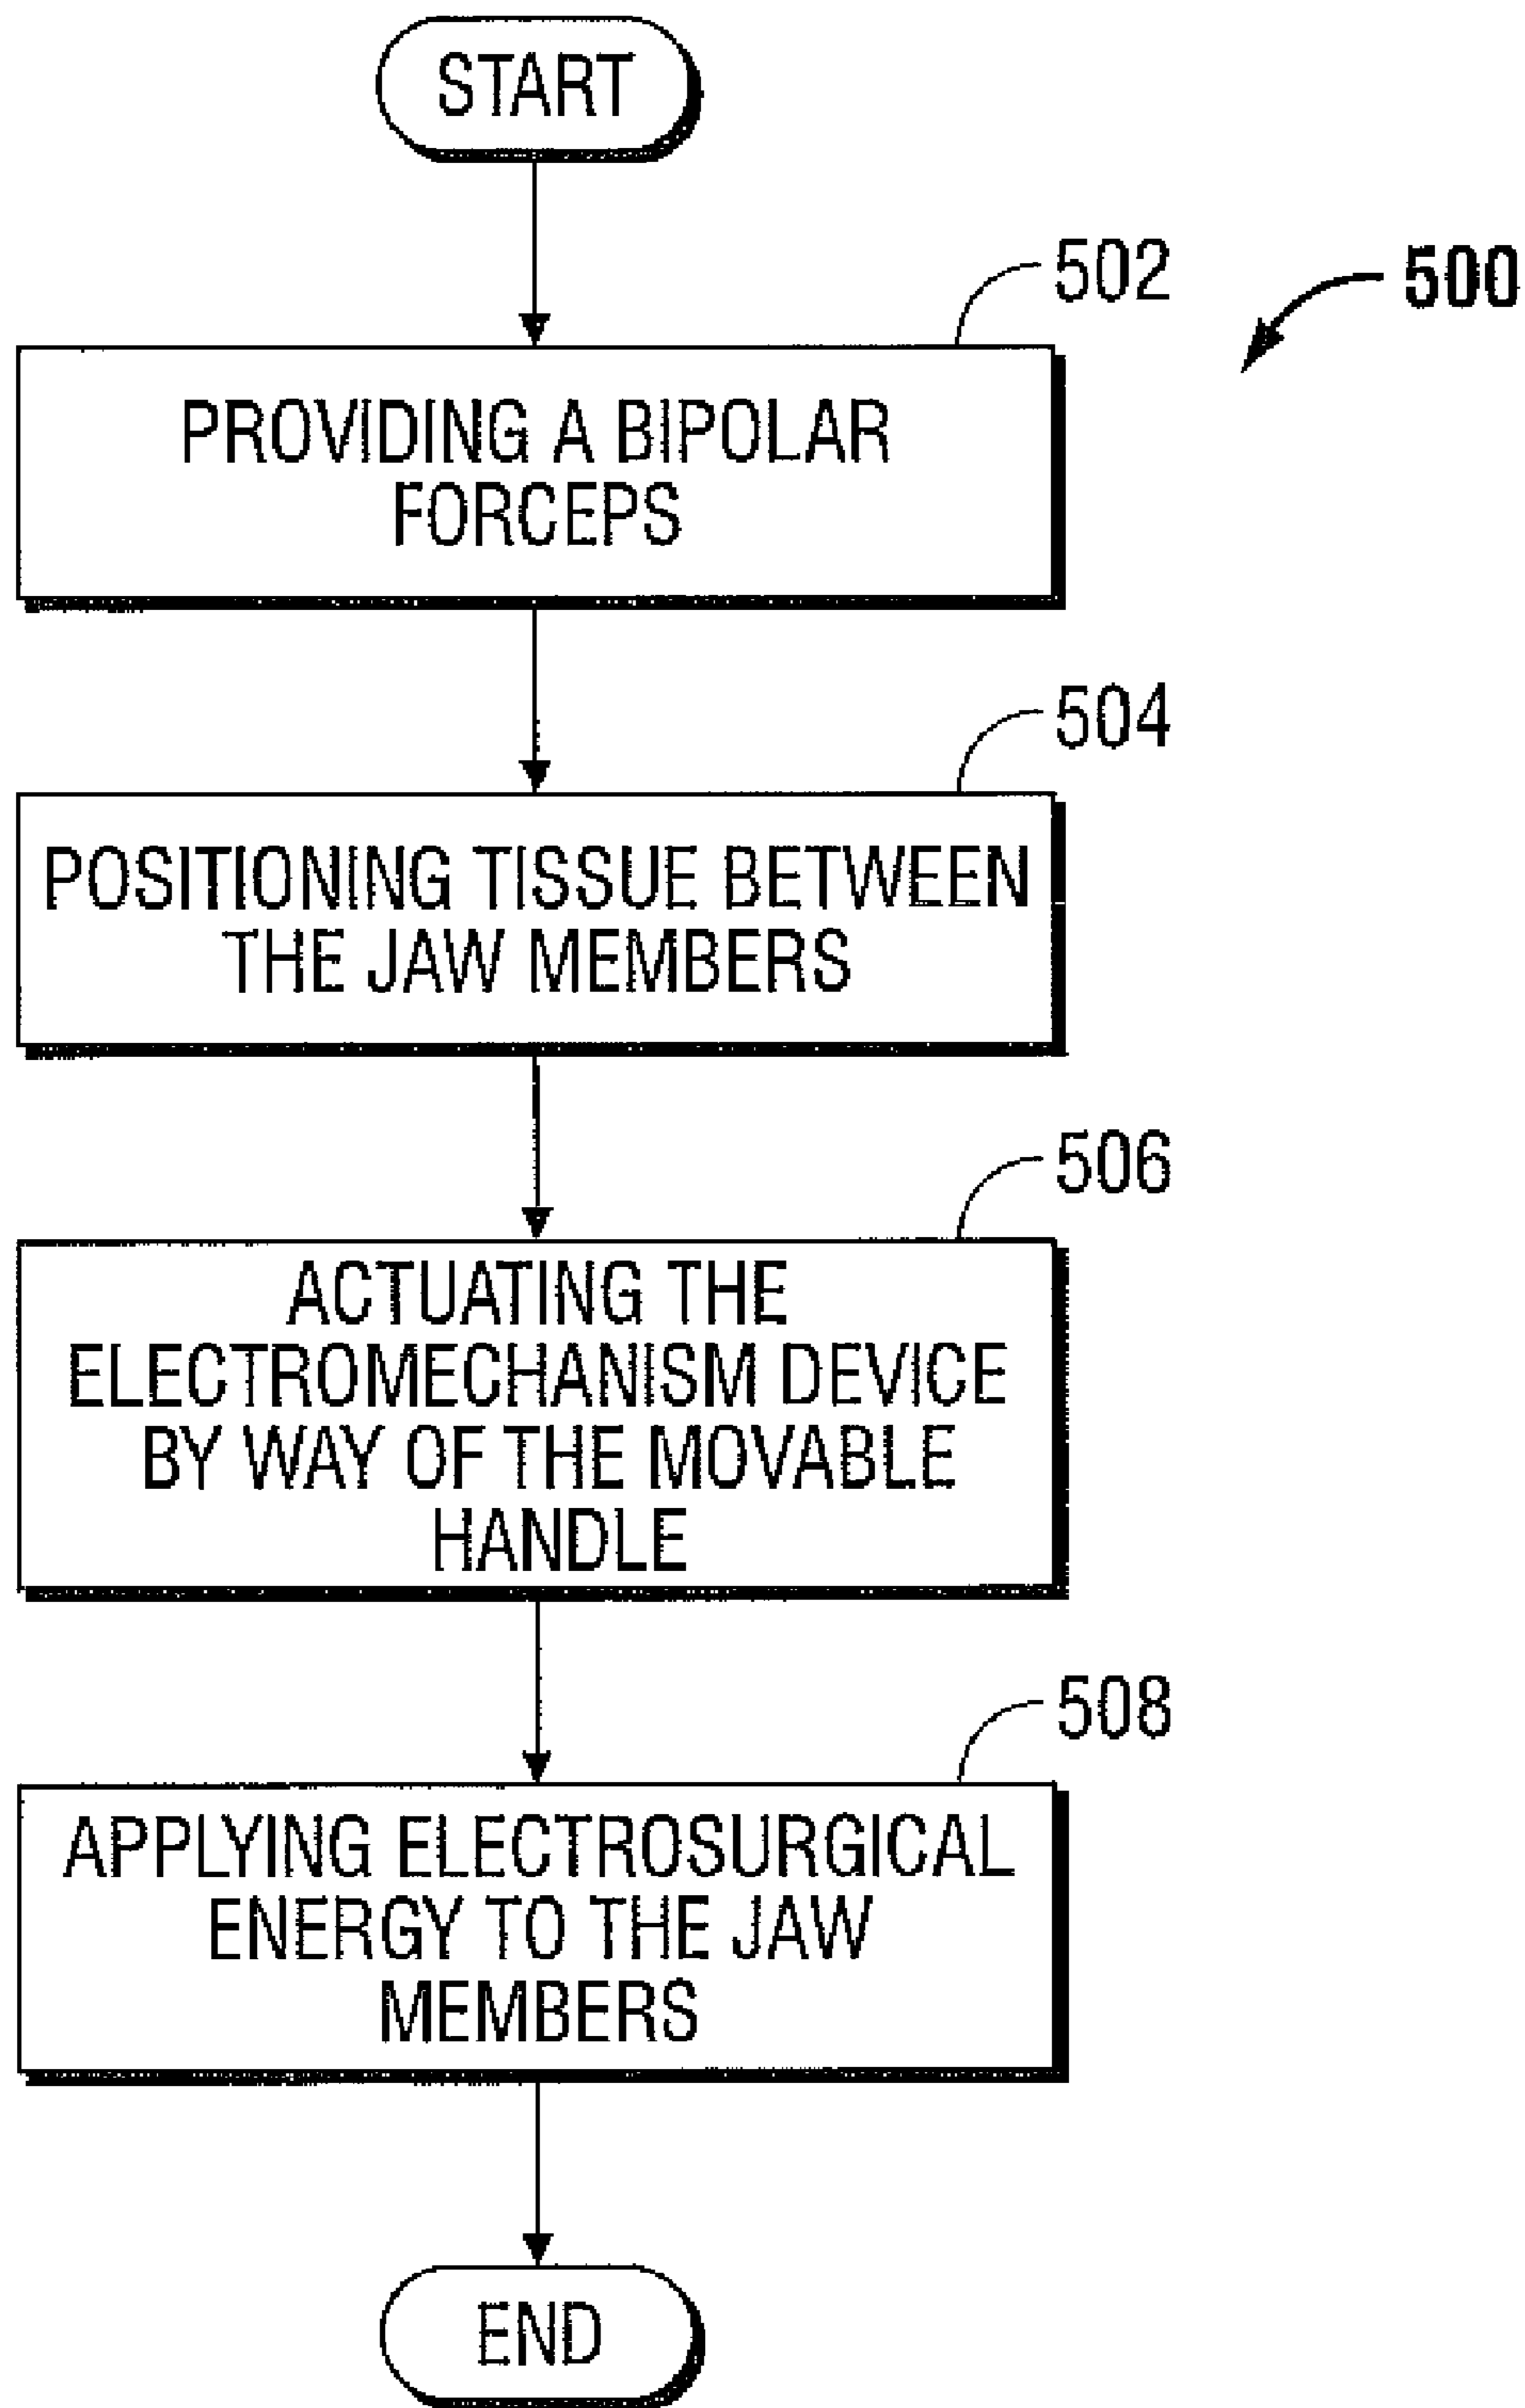 START
502
500
PROVIDING A BIPOLAR
FORCEPS
504
POSITIONING TISSUE BETWEEN
THE JAW MEMBERS
506
ACTUATING THE
ELECTROMECHANISM DEVICE
BY WAY OF THE MOVABLE
HANDLE
508
APPLYING ELECTROSURGICAL
ENERGY TO THE JAW
MEMBERS
END